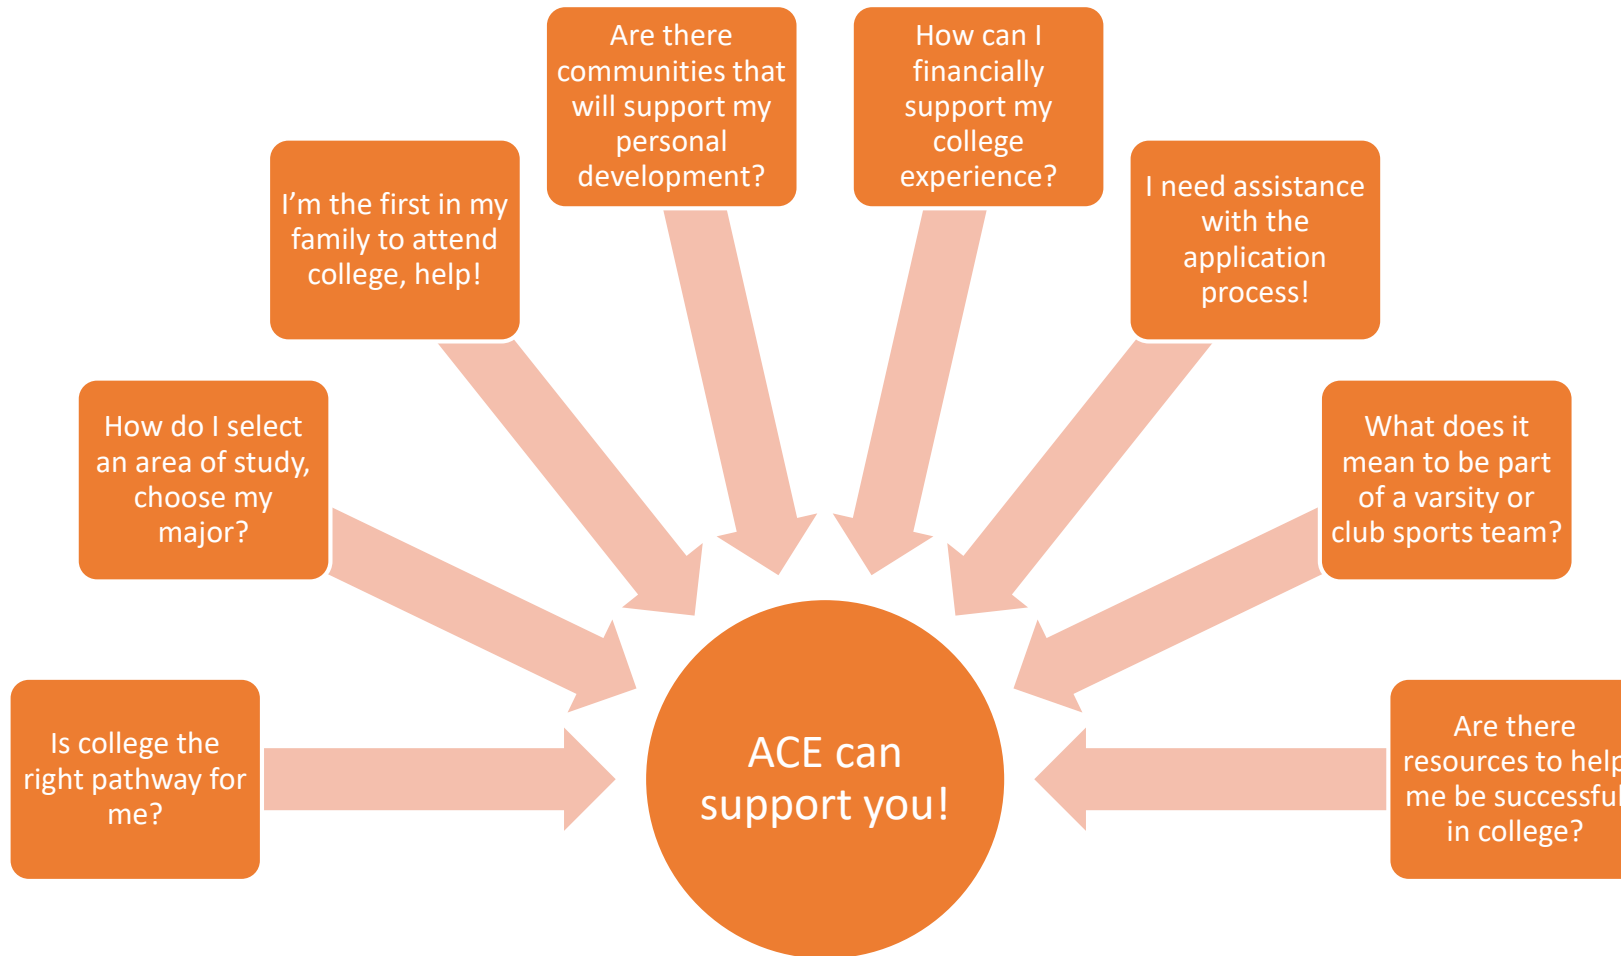 Is college the
right pathway for
me?
How do I select
an area of study,
choose my
major?
I’m the first in my
family to attend
college, help!
Are there
communities that
will support my
personal
development?
How can I
financially
support my
college
experience?
I need assistance
with the
application
process!
What does it
mean to be part
of a varsity or
club sports team?
Are there
resources to help
me be successful
in college?
ACE can
support you!